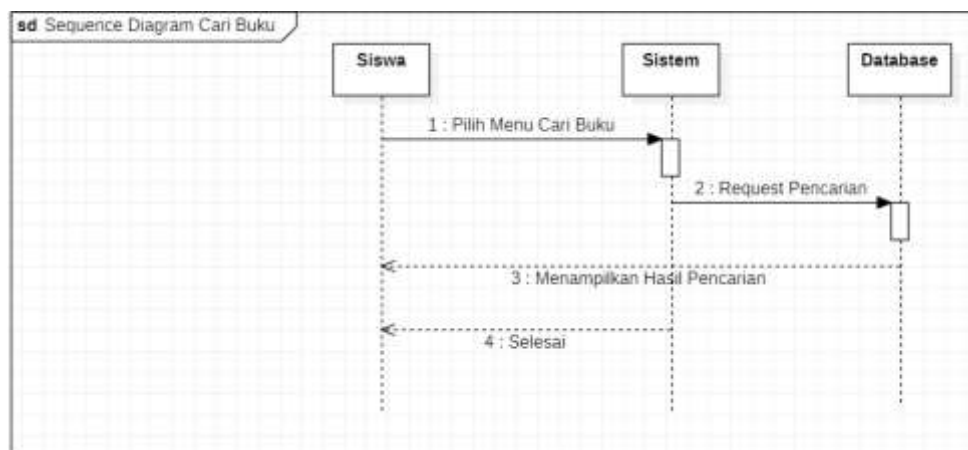 sd Sequence Diagram Cari Buku
Siswa
Sistem
Database
1 : Pilih Menu Cari Buku
2 : Request Pencarian
3 : Menampilkan Hasil Pencarian
4 : Selesai